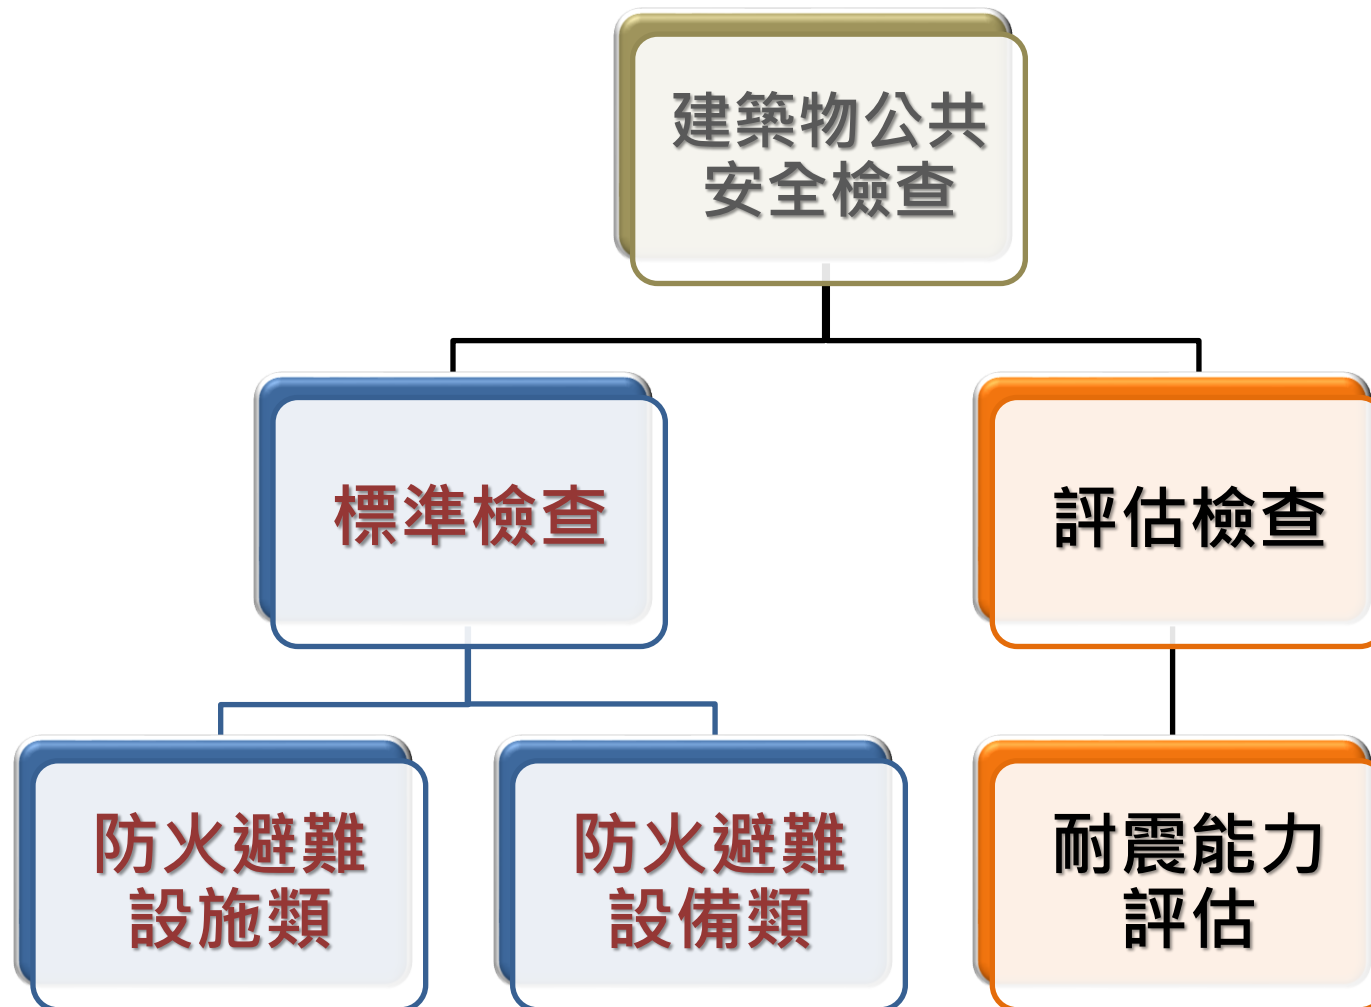 建築物公共
安全檢查
標準檢查
評估檢查
防火避難
設施類
防火避難
設備類
耐震能力
評估